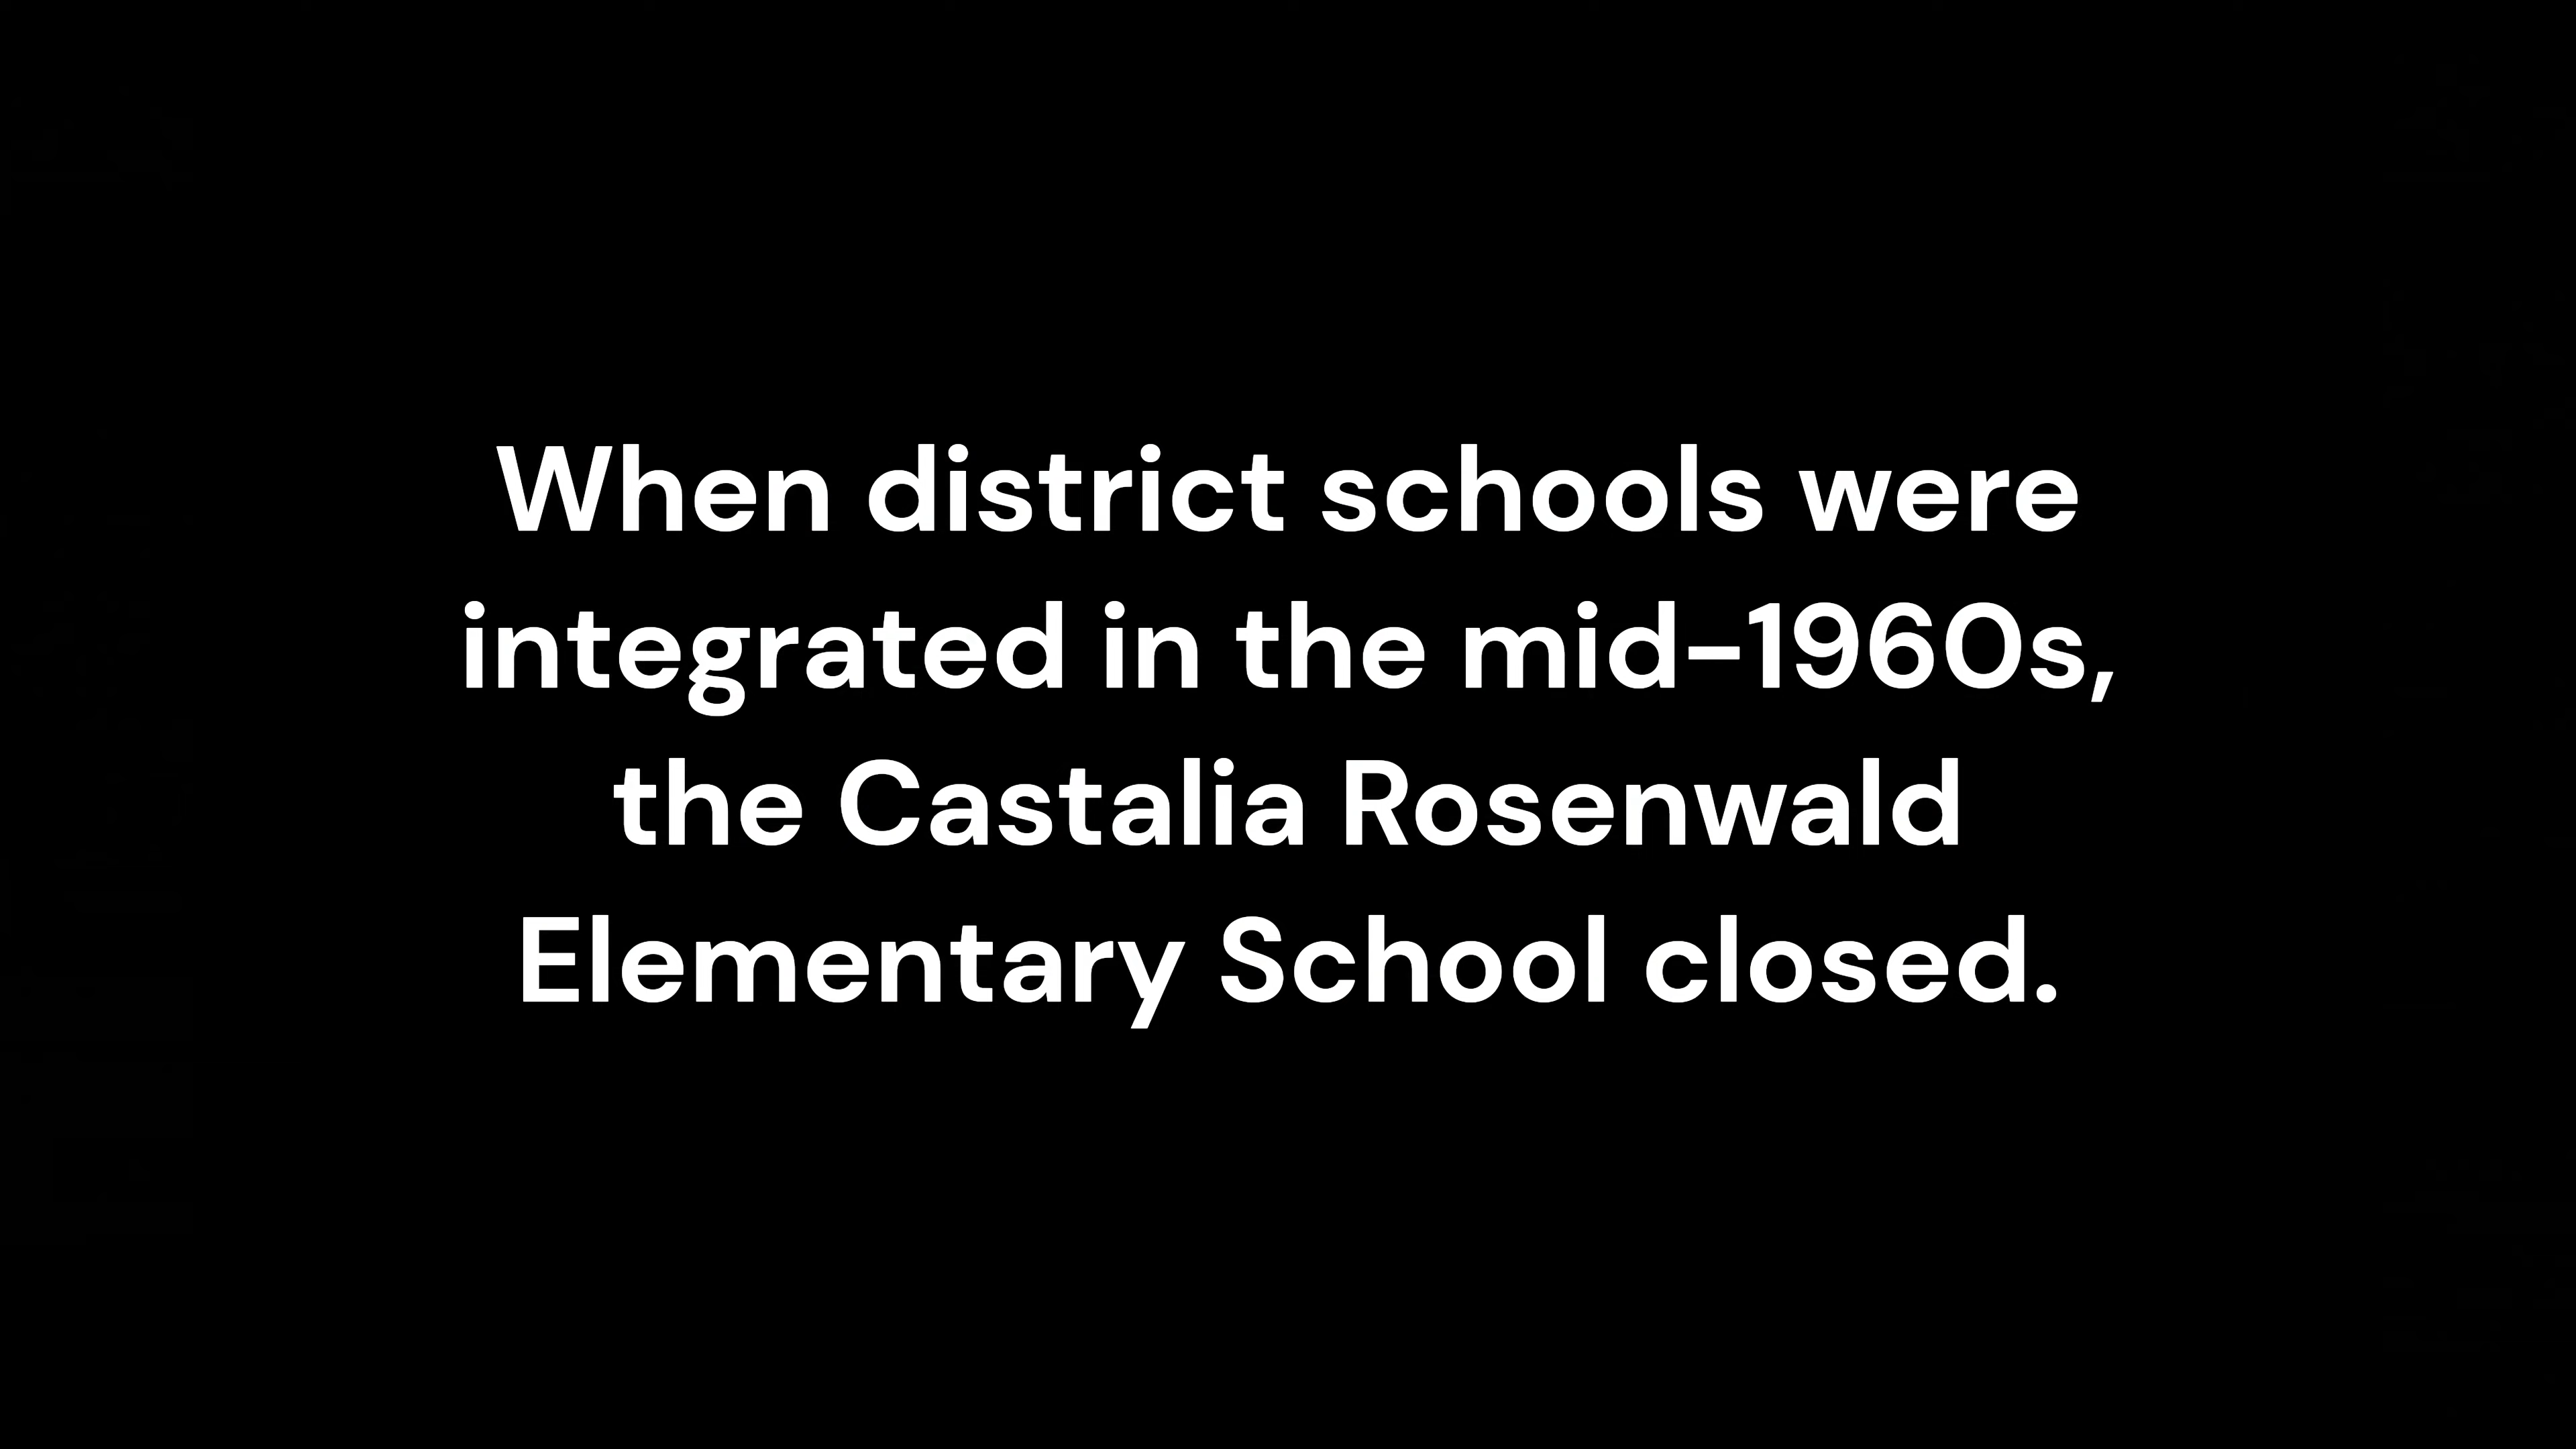 When district schools were
integrated in the mid-1960s,
the Castalia Rosenwald
Elementary School closed.